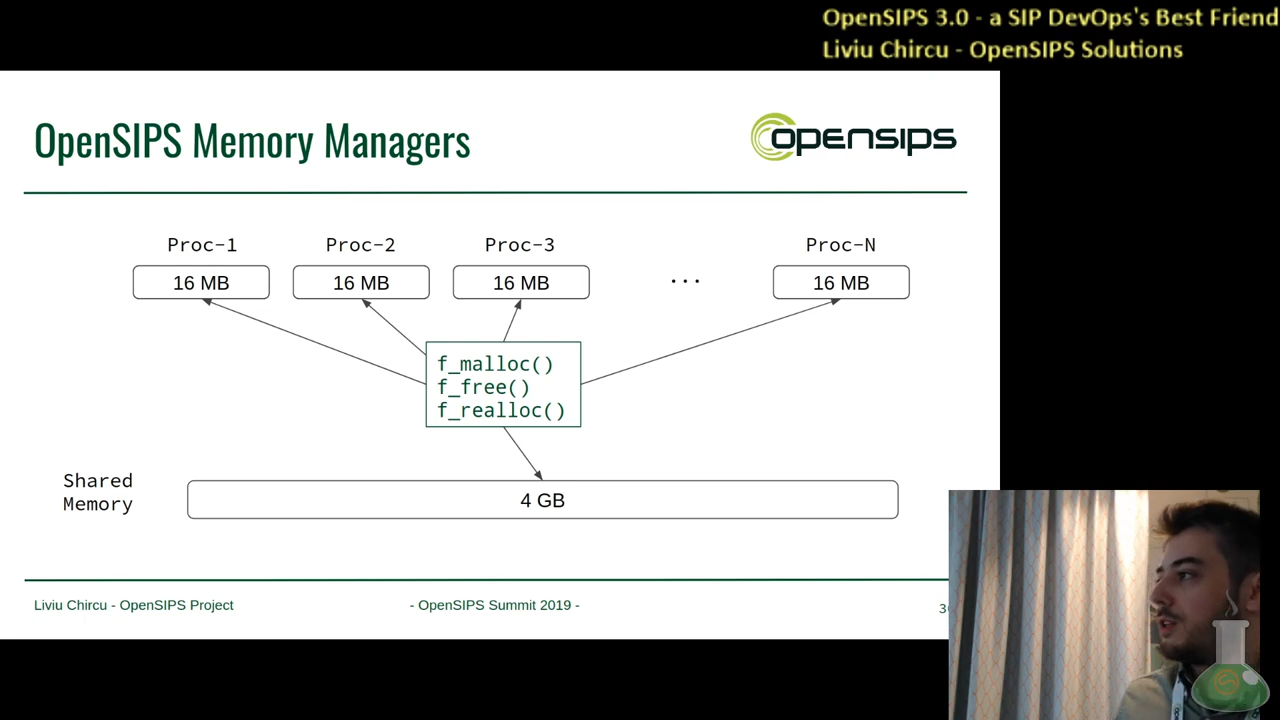 OpenSIPS 3.0 - a SIP DevOps's Best Friend
Liviu Chircu - OpenSIPS Solutions
OpenSIPS Memory Managers
opensips
Proc-1 Proc-2 Proc-3 Proc-N
16 MB 16 MB 16 MB ... 16 MB
f_malloc()
f_free()
f_realloc()
Shared
Memory
4 GB
Liviu Chircu - OpenSIPS Project - OpenSIPS Summit 2019 -